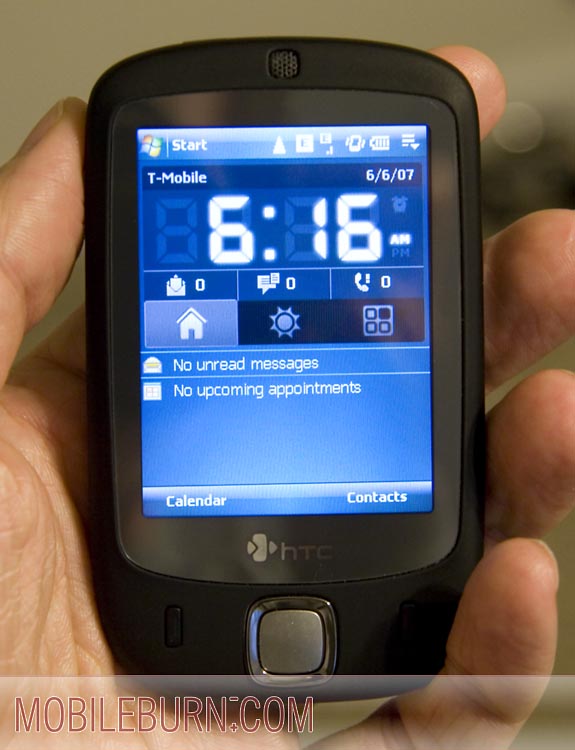 Start
T-Mobile 6/6/07
6:16 AM
PM
0 0 0
No unread messages
No upcoming appointments
Calendar Contacts
hTC
MOBILEBURN.COM